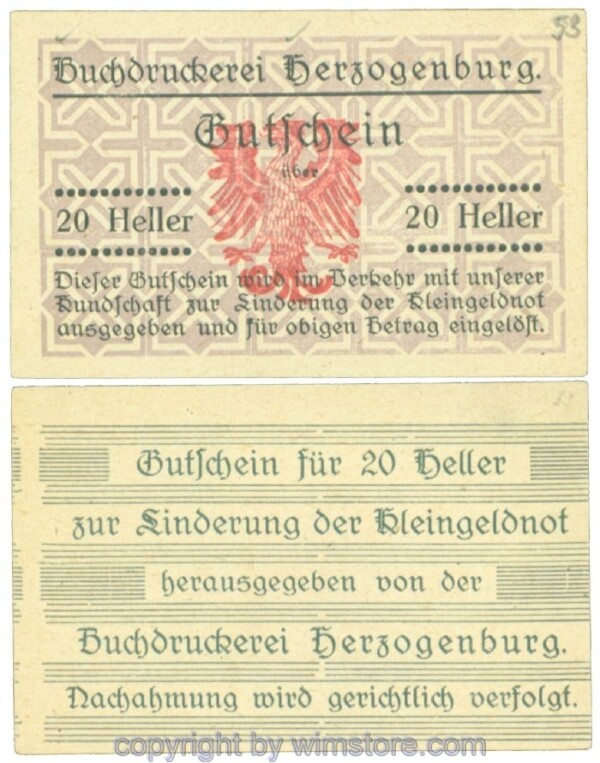 53
Buchdruckerei Herzogenburg.
Gutschein
über
20 Heller 20 Heller
Dieser Gutschein wird im Verkehr mit unserer
Kundschaft zur Linderung der Kleingeldnot
ausgegeben und für obigen Betrag eingelöst.
53
Gutschein für 20 Heller
zur Linderung der Kleingeldnot
herausgegeben von der
Buchdruckerei Herzogenburg.
Nachahmung wird gerichtlich verfolgt.
copyright by wimstore.com